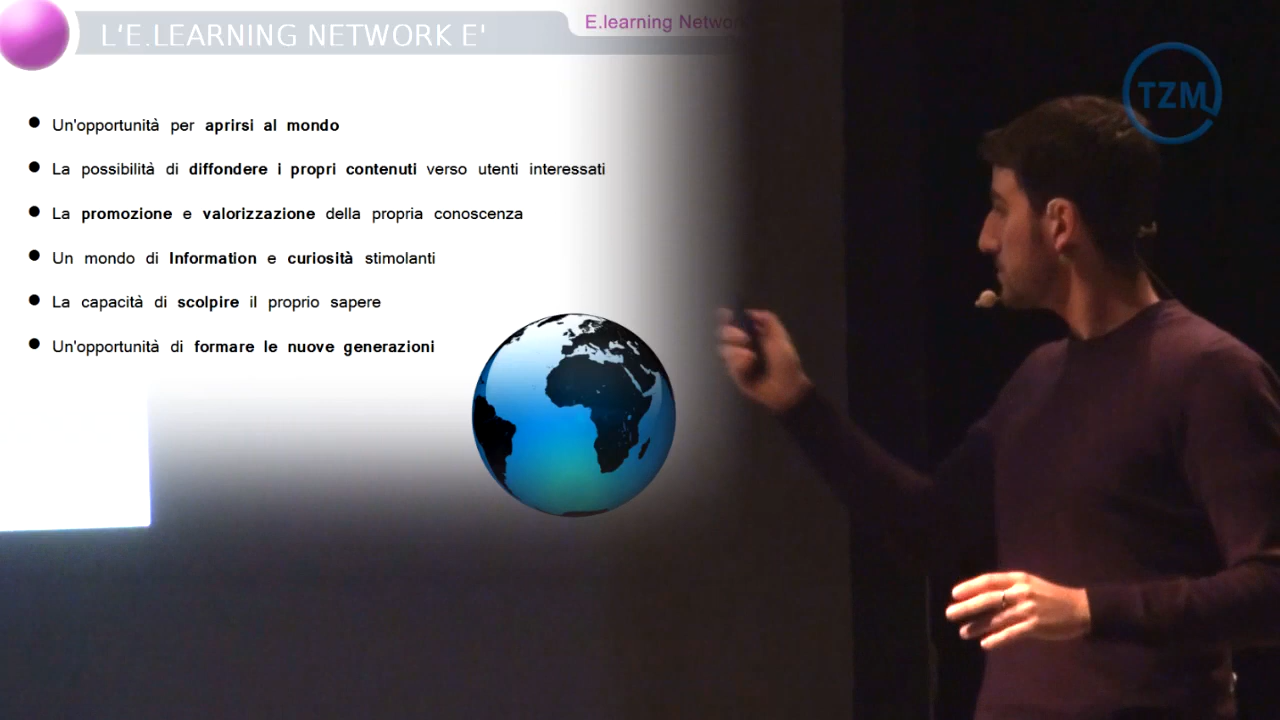 L‘E.LEARNING NETWORK E'
E.learning Network
Un'opportunità per aprirsi al mondo
La possibilità di diffondere i propri contenuti verso utenti interessati
La promozione e valorizzazione della propria conoscenza
Un mondo di Information e curiosità stimolanti
La capacità di scolpire il proprio sapere
Un'opportunità di formare le nuove generazioni
TZM